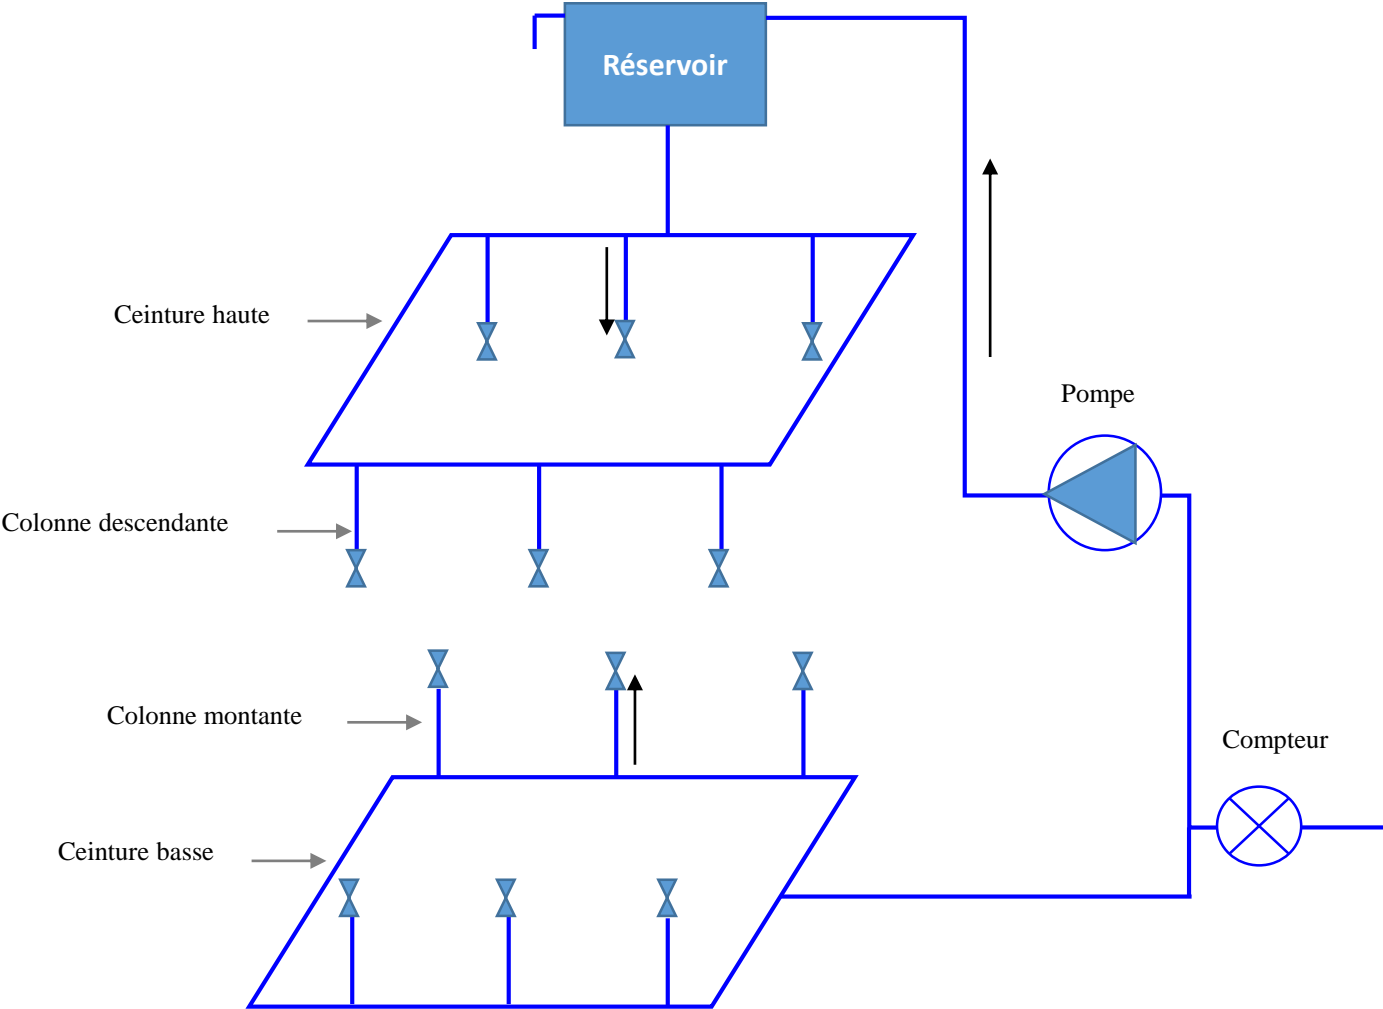 Réservoir
Ceinture haute
Pompe
Colonne descendante
Colonne montante
Compteur
Ceinture basse